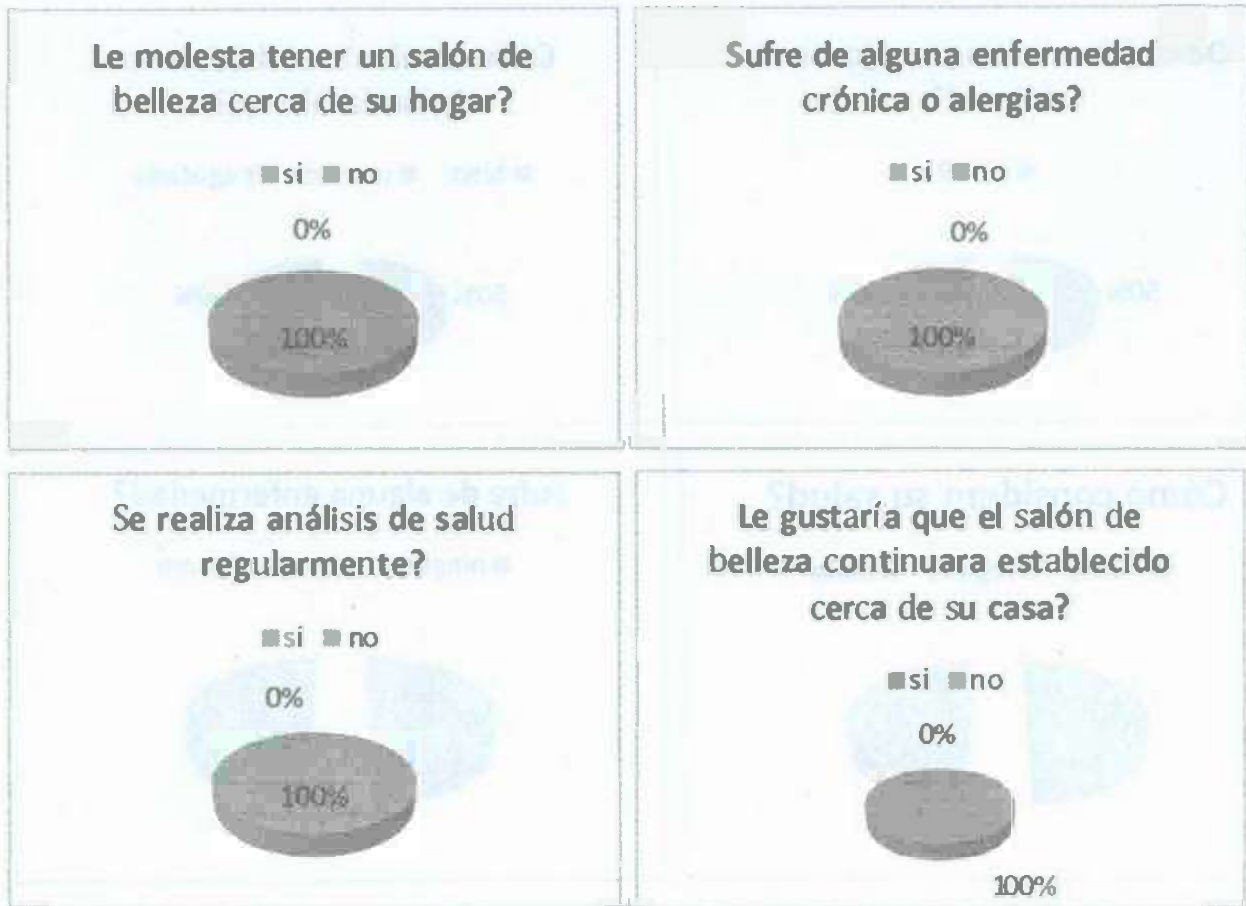 Le molesta tener un salón de
belleza cerca de su hogar?
si no
0%
100%
Sufre de alguna enfermedad
crónica o alergias?
si no
0%
100%
Se realiza análisis de salud
regularmente?
si no
0%
100%
Le gustaría que el salón de
belleza continuara establecido
cerca de su casa?
si no
0%
100%